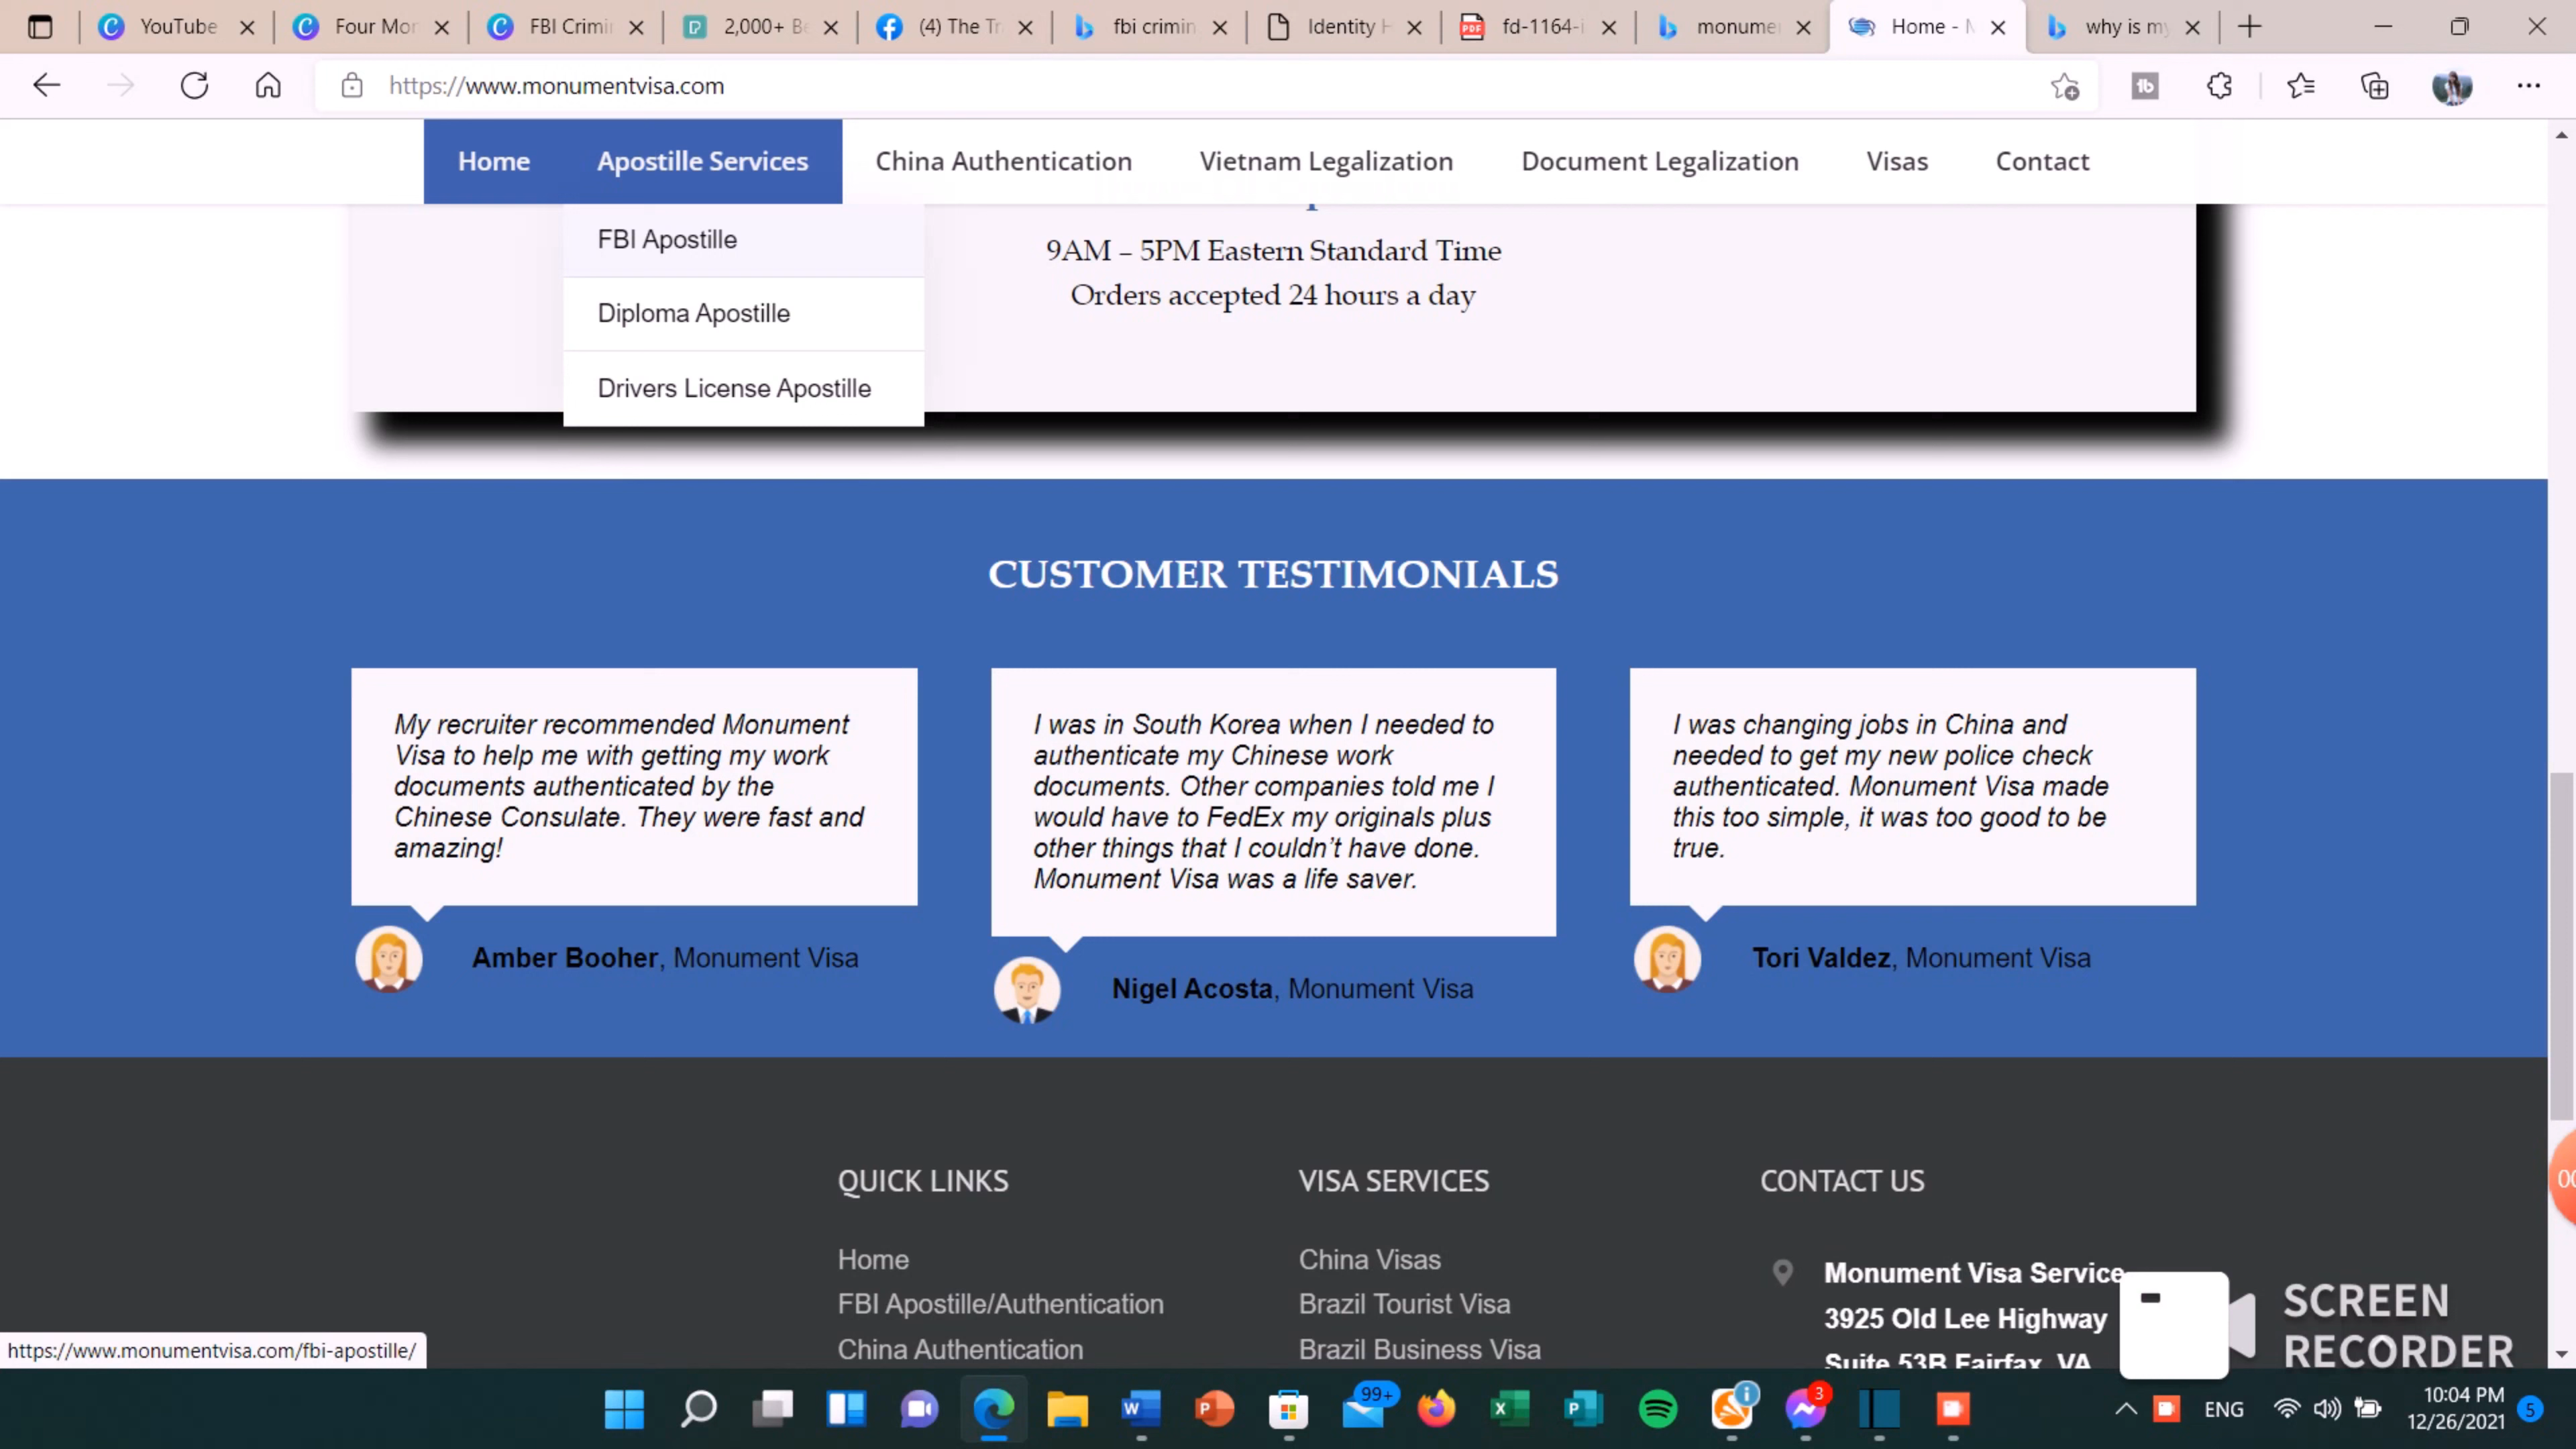 YouTube
Four Mor
FBI Crimi
2,000+ Be
(4) The Tr
fbi crimin
Identity H
fd-1164-i
monume
Home - M
why is my
https://www.monumentvisa.com
Home
Apostille Services
China Authentication
Vietnam Legalization
Document Legalization
Visas
Contact
FBI Apostille
Diploma Apostille
Drivers License Apostille
9AM – 5PM Eastern Standard Time
Orders accepted 24 hours a day
CUSTOMER TESTIMONIALS
My recruiter recommended Monument
Visa to help me with getting my work
documents authenticated by the
Chinese Consulate. They were fast and
amazing!
Amber Booher, Monument Visa
I was in South Korea when I needed to
authenticate my Chinese work
documents. Other companies told me I
would have to FedEx my originals plus
other things that I couldn’t have done.
Monument Visa was a life saver.
Nigel Acosta, Monument Visa
I was changing jobs in China and
needed to get my new police check
authenticated. Monument Visa made
this too simple, it was too good to be
true.
Tori Valdez, Monument Visa
QUICK LINKS
Home
FBI Apostille/Authentication
China Authentication
VISA SERVICES
China Visas
Brazil Tourist Visa
Brazil Business Visa
CONTACT US
Monument Visa Service
3925 Old Lee Highway
Suite 53B Fairfax, VA
00
SCREEN
RECORDER
https://www.monumentvisa.com/fbi-apostille/
99+
3
ENG
10:04 PM
12/26/2021
5